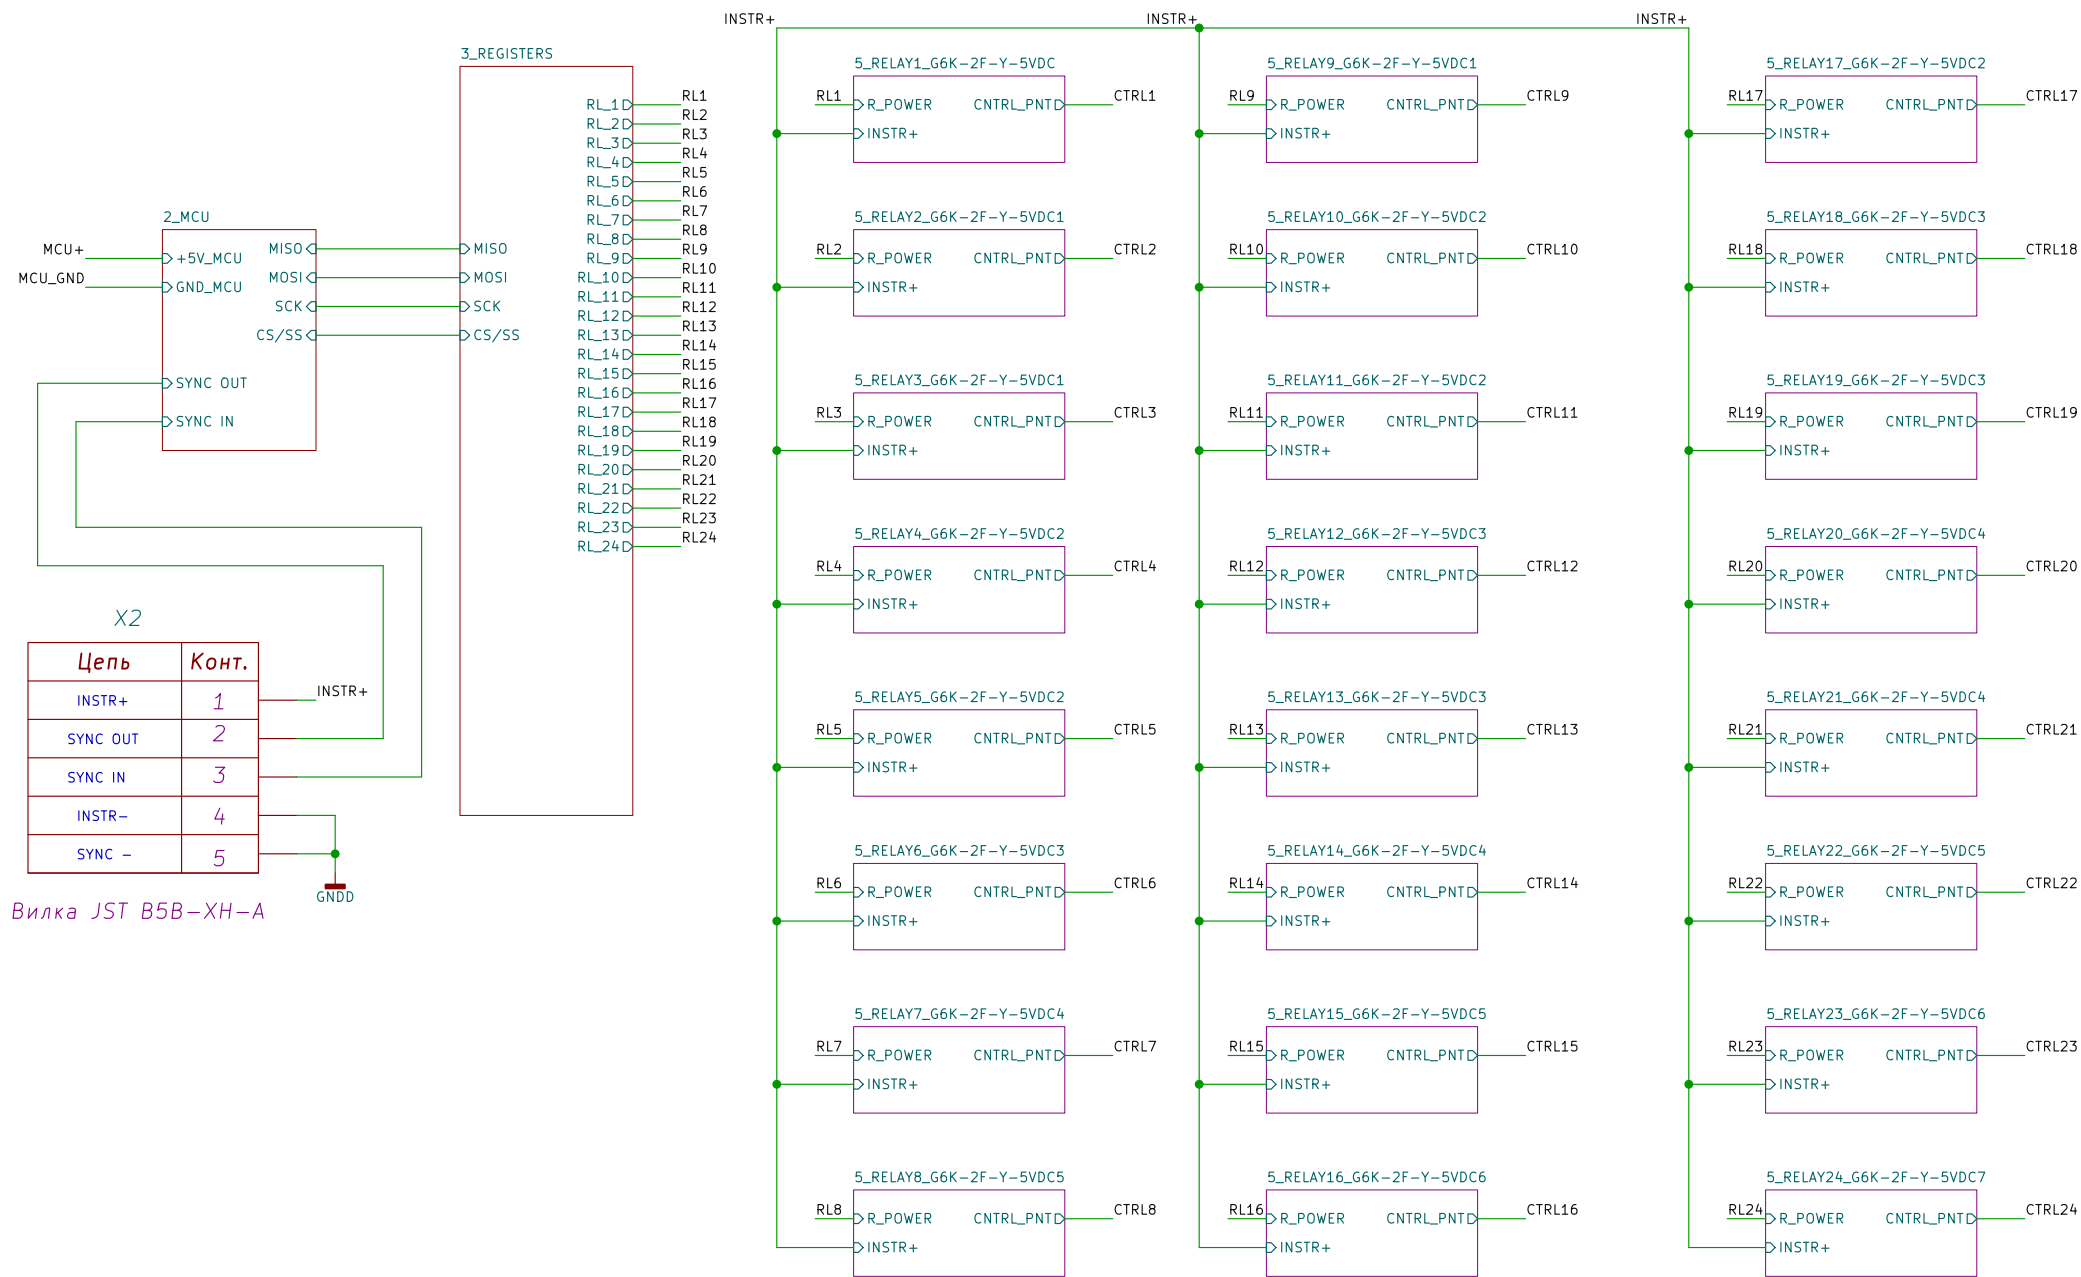 2_MCU
MCU+
MCU_GND
+5V_MCU
GND_MCU
SYNC OUT
SYNC IN
MISO
MOSI
SCK
CS/SS
X2
Цепь Конт.
INSTR+ 1 INSTR+
SYNC OUT 2
SYNC IN 3
INSTR- 4
SYNC - 5
GNDD
Вилка JST B5B-XH-A
3_REGISTERS
MISO
MOSI
SCK
CS/SS
RL_1 RL1
RL_2 RL2
RL_3 RL3
RL_4 RL4
RL_5 RL5
RL_6 RL6
RL_7 RL7
RL_8 RL8
RL_9 RL9
RL_10 RL10
RL_11 RL11
RL_12 RL12
RL_13 RL13
RL_14 RL14
RL_15 RL15
RL_16 RL16
RL_17 RL17
RL_18 RL18
RL_19 RL19
RL_20 RL20
RL_21 RL21
RL_22 RL22
RL_23 RL23
RL_24 RL24
INSTR+
5_RELAY1_G6K-2F-Y-5VDC
RL1 R_POWER CNTRL_PNT CTRL1
INSTR+
5_RELAY2_G6K-2F-Y-5VDC1
RL2 R_POWER CNTRL_PNT CTRL2
INSTR+
5_RELAY3_G6K-2F-Y-5VDC1
RL3 R_POWER CNTRL_PNT CTRL3
INSTR+
5_RELAY4_G6K-2F-Y-5VDC2
RL4 R_POWER CNTRL_PNT CTRL4
INSTR+
5_RELAY5_G6K-2F-Y-5VDC2
RL5 R_POWER CNTRL_PNT CTRL5
INSTR+
5_RELAY6_G6K-2F-Y-5VDC3
RL6 R_POWER CNTRL_PNT CTRL6
INSTR+
5_RELAY7_G6K-2F-Y-5VDC4
RL7 R_POWER CNTRL_PNT CTRL7
INSTR+
5_RELAY8_G6K-2F-Y-5VDC5
RL8 R_POWER CNTRL_PNT CTRL8
INSTR+
INSTR+
5_RELAY9_G6K-2F-Y-5VDC1
RL9 R_POWER CNTRL_PNT CTRL9
INSTR+
5_RELAY10_G6K-2F-Y-5VDC2
RL10 R_POWER CNTRL_PNT CTRL10
INSTR+
5_RELAY11_G6K-2F-Y-5VDC2
RL11 R_POWER CNTRL_PNT CTRL11
INSTR+
5_RELAY12_G6K-2F-Y-5VDC3
RL12 R_POWER CNTRL_PNT CTRL12
INSTR+
5_RELAY13_G6K-2F-Y-5VDC3
RL13 R_POWER CNTRL_PNT CTRL13
INSTR+
5_RELAY14_G6K-2F-Y-5VDC4
RL14 R_POWER CNTRL_PNT CTRL14
INSTR+
5_RELAY15_G6K-2F-Y-5VDC5
RL15 R_POWER CNTRL_PNT CTRL15
INSTR+
5_RELAY16_G6K-2F-Y-5VDC6
RL16 R_POWER CNTRL_PNT CTRL16
INSTR+
INSTR+
5_RELAY17_G6K-2F-Y-5VDC2
RL17 R_POWER CNTRL_PNT CTRL17
INSTR+
5_RELAY18_G6K-2F-Y-5VDC3
RL18 R_POWER CNTRL_PNT CTRL18
INSTR+
5_RELAY19_G6K-2F-Y-5VDC3
RL19 R_POWER CNTRL_PNT CTRL19
INSTR+
5_RELAY20_G6K-2F-Y-5VDC4
RL20 R_POWER CNTRL_PNT CTRL20
INSTR+
5_RELAY21_G6K-2F-Y-5VDC4
RL21 R_POWER CNTRL_PNT CTRL21
INSTR+
5_RELAY22_G6K-2F-Y-5VDC5
RL22 R_POWER CNTRL_PNT CTRL22
INSTR+
5_RELAY23_G6K-2F-Y-5VDC6
RL23 R_POWER CNTRL_PNT CTRL23
INSTR+
5_RELAY24_G6K-2F-Y-5VDC7
RL24 R_POWER CNTRL_PNT CTRL24
INSTR+